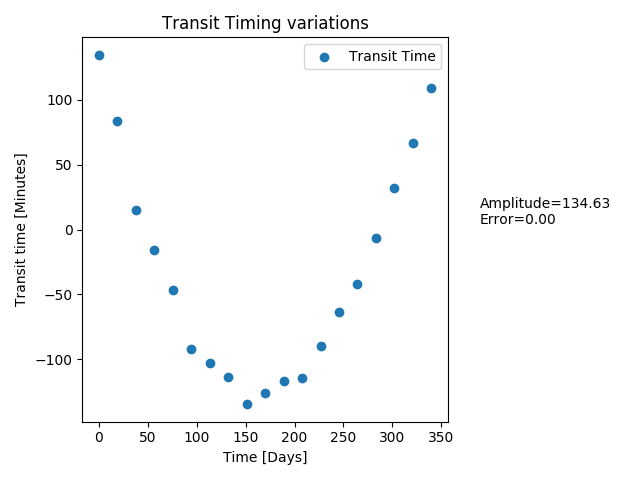 Transit Timing variations
Transit Time
Transit time [Minutes]
100
50
0
−50
−100
0
50
100
150
200
250
300
350
Time [Days]
Amplitude=134.63
Error=0.00